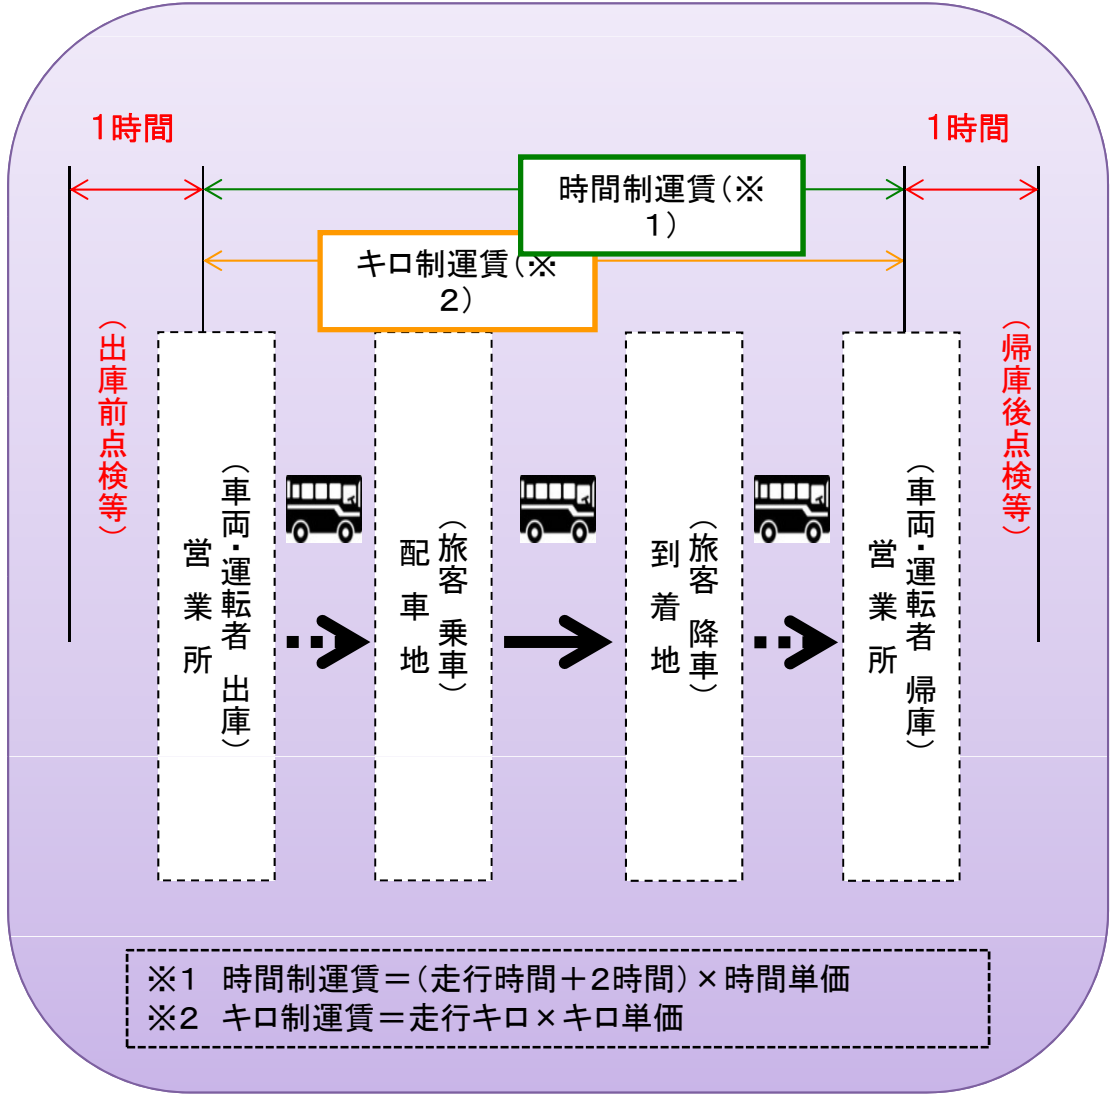 1時間
1時間
時間制運賃(※
1)
キロ制運賃(※
2)
(出庫前点検等)
(帰庫後点検等)
営業所
(車両・運転者 出庫)
配車地
(旅客 乗車)
到着地
(旅客 降車)
営業所
(車両・運転者 帰庫)
※1 時間制運賃=(走行時間+2時間)×時間単価
※2 キロ制運賃=走行キロ×キロ単価